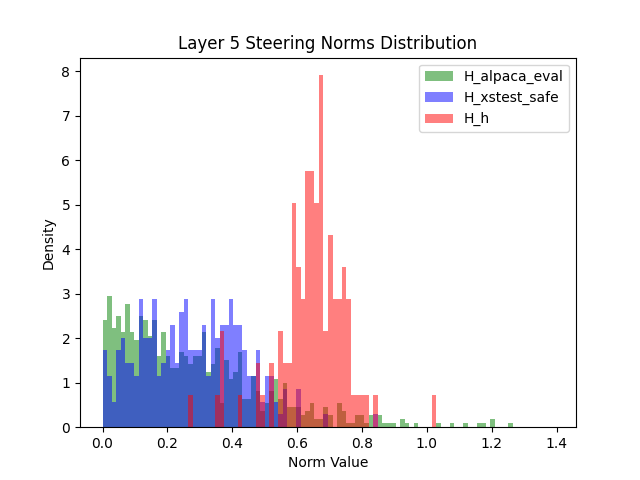 Layer 5 Steering Norms Distribution
H_alpaca_eval
H_xstest_safe
H_h
Density
8
7
6
5
4
3
2
1
0
0.0 0.2 0.4 0.6 0.8 1.0 1.2 1.4
Norm Value